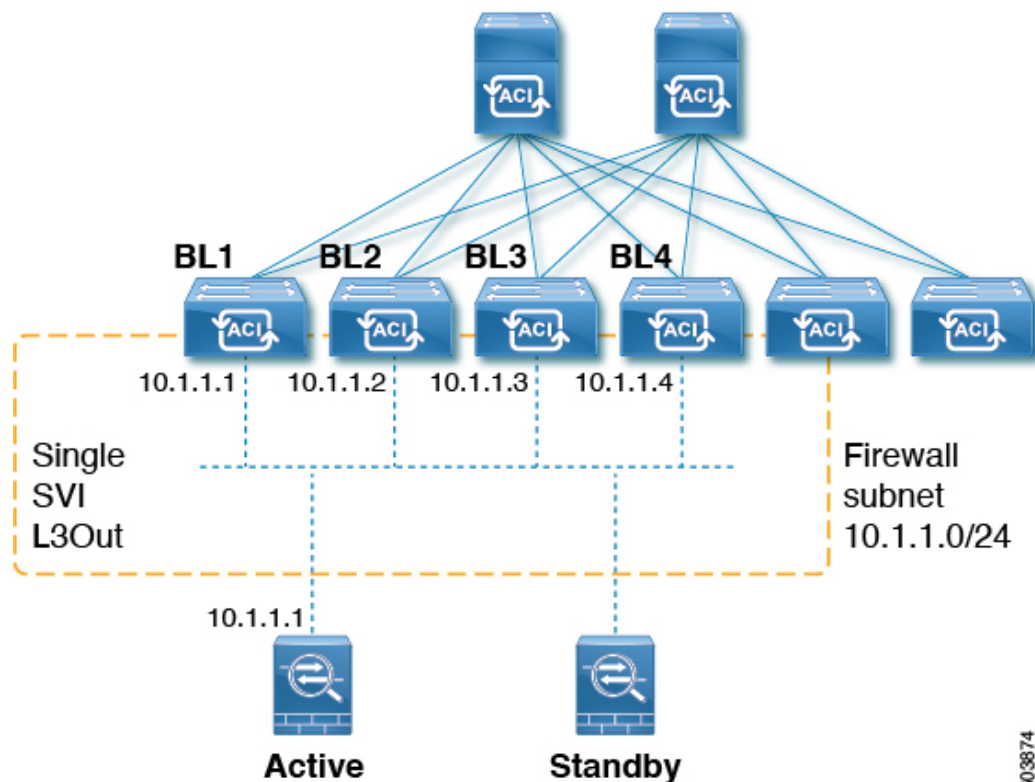 ACI
ACI
BL1
BL2
BL3
BL4
ACI
ACI
ACI
ACI
ACI
ACI
10.1.1.1
10.1.1.2
10.1.1.3
10.1.1.4
Single
SVI
L3Out
Firewall
subnet
10.1.1.0/24
10.1.1.1
Active
Standby